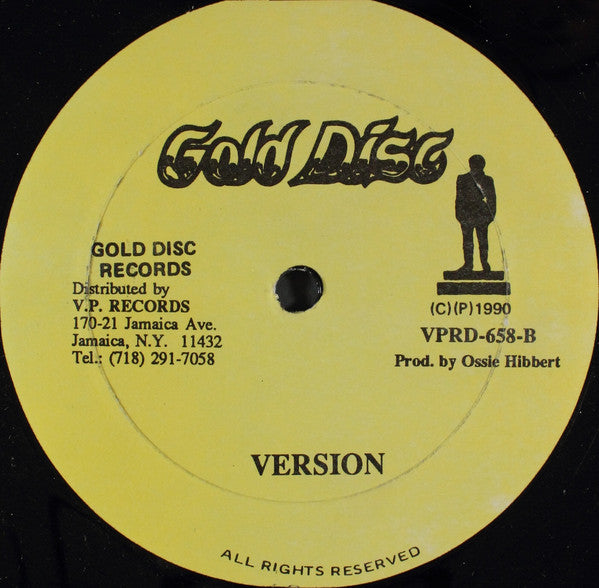 Gold Disc
GOLD DISC
RECORDS
Distributed by
V.P. RECORDS
170-21 Jamaica Ave.
Jamaica, N.Y. 11432
Tel.: (718) 291-7058
(C)(P)1990
VPRD-658-B
Prod. by Ossie Hibbert
VERSION
ALL RIGHTS RESERVED